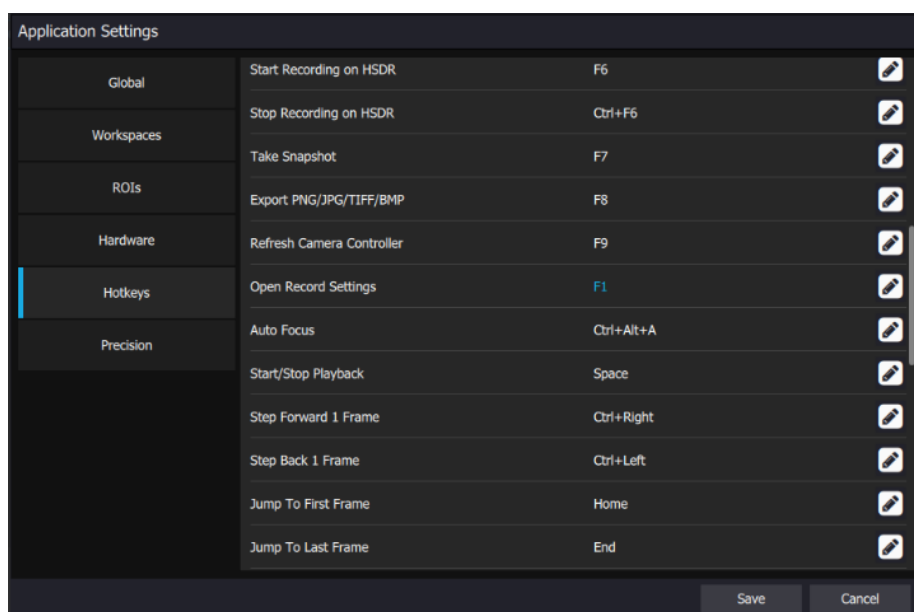 Application Settings
Global
Workspaces
ROIs
Hardware
Hotkeys
Precision
Start Recording on HSDR F6
Stop Recording on HSDR Ctrl+F6
Take Snapshot F7
Export PNG/JPG/TIFF/BMP F8
Refresh Camera Controller F9
Open Record Settings F1
Auto Focus Ctrl+Alt+A
Start/Stop Playback Space
Step Forward 1 Frame Ctrl+Right
Step Back 1 Frame Ctrl+Left
Jump To First Frame Home
Jump To Last Frame End
Save Cancel